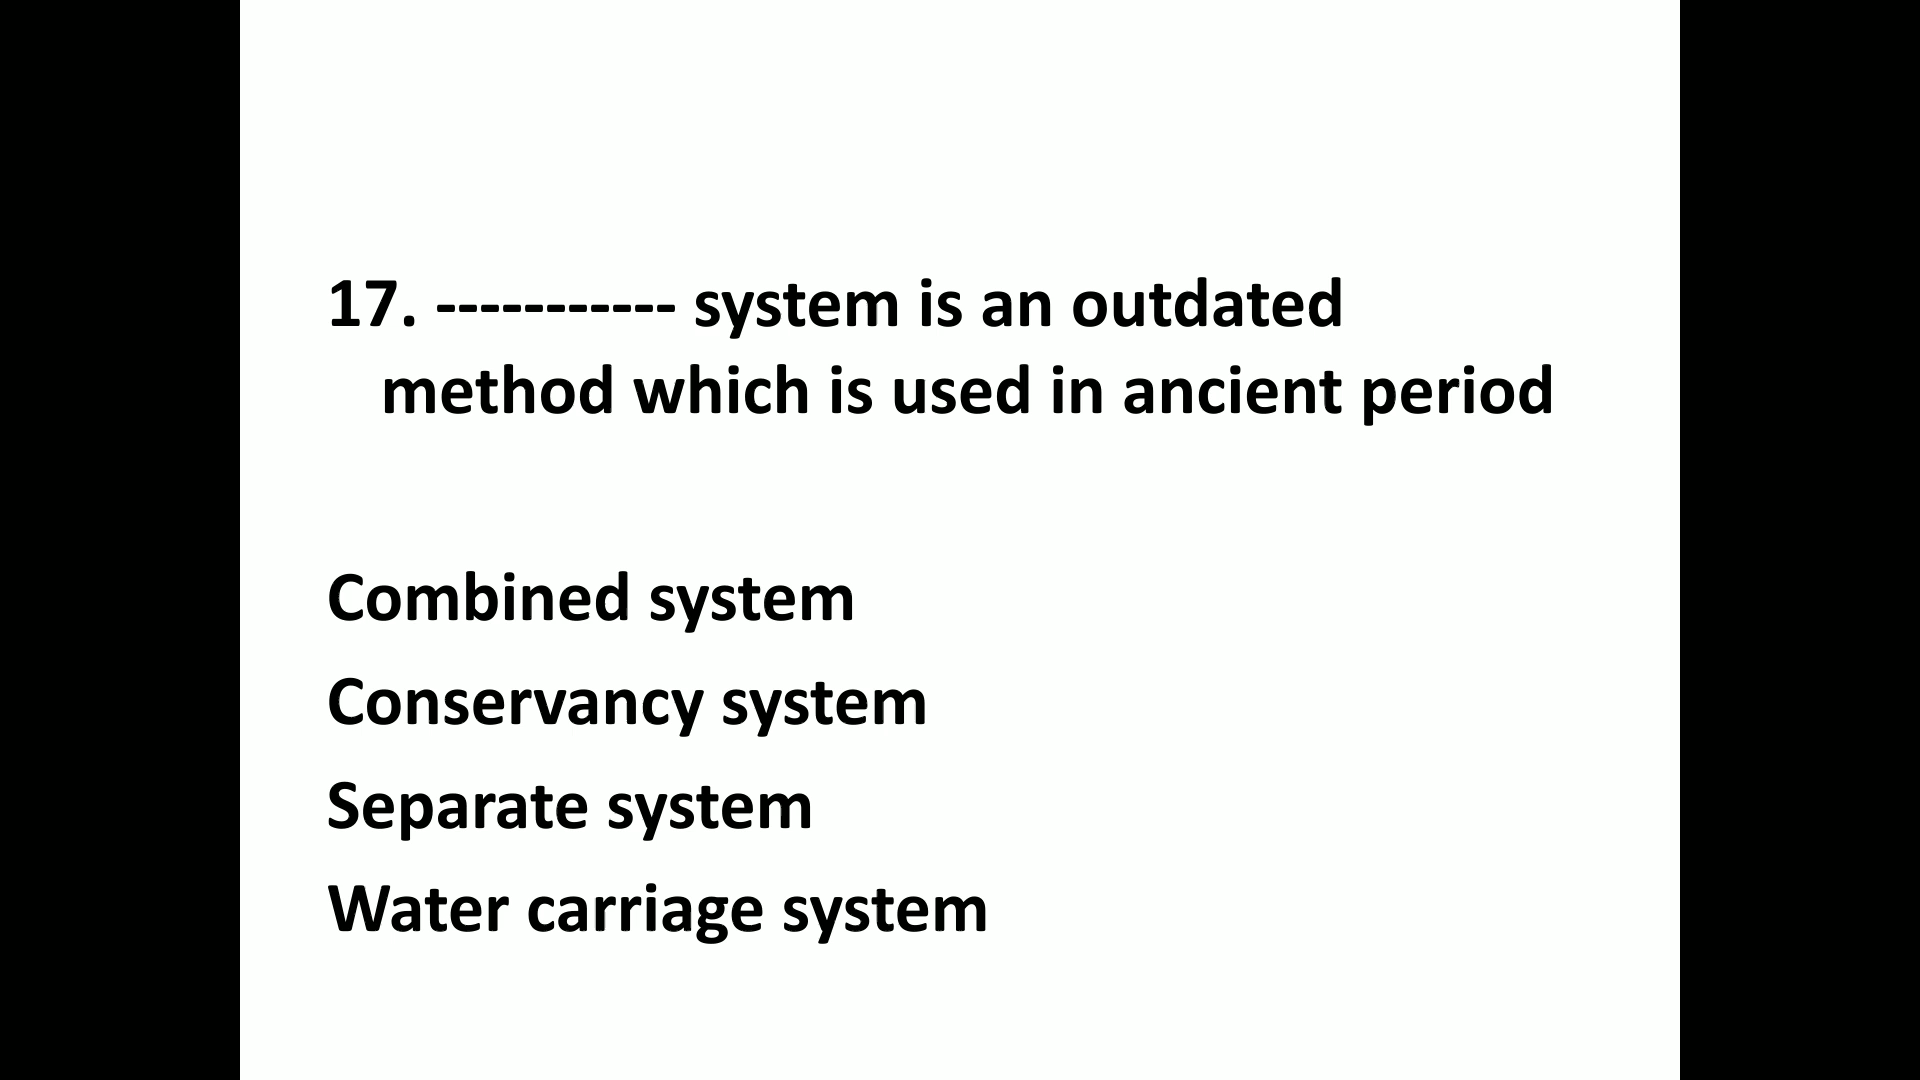 17. ----------- system is an outdated
method which is used in ancient period
Combined system
Conservancy system
Separate system
Water carriage system